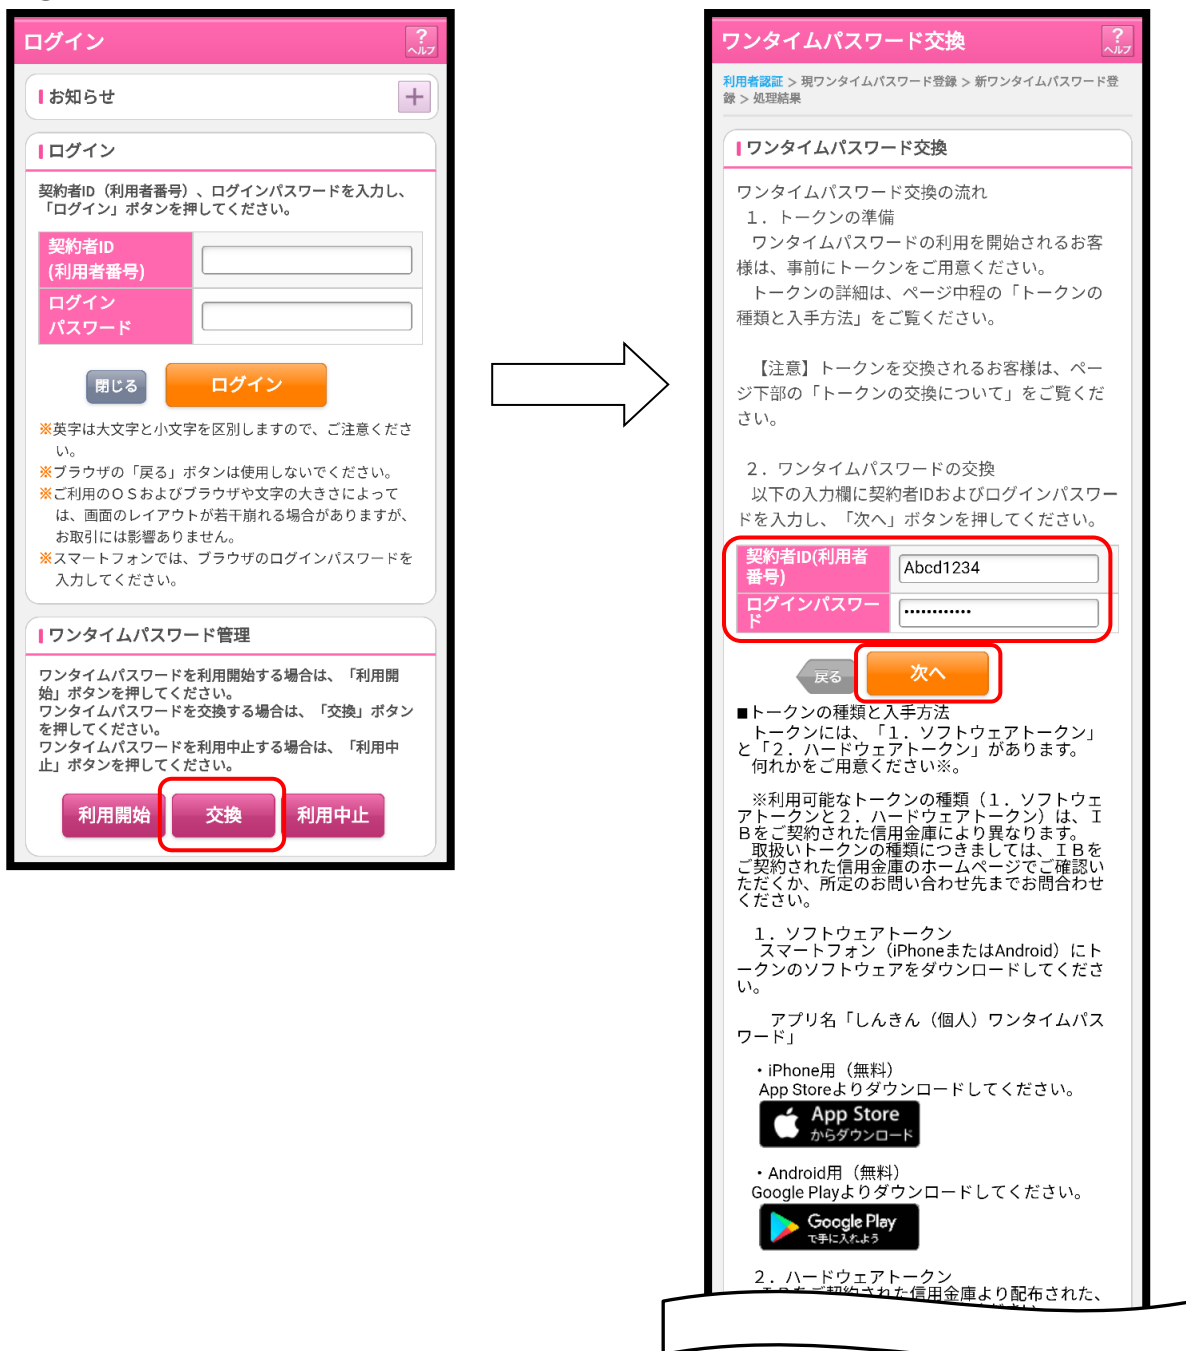 ログイン
?
ヘルプ
お知らせ
ログイン
契約者ID（利用者番号）、ログインパスワードを入力し、
「ログイン」ボタンを押してください。
契約者ID
(利用者番号)
ログイン
パスワード
閉じる
ログイン
※英字は大文字と小文字を区別しますので、ご注意くださ
い。
※ブラウザの「戻る」ボタンは使用しないでください。
※ご利用のＯＳおよびブラウザや文字の大きさによって
は、画面のレイアウトが若干崩れる場合がありますが、
お取引には影響ありません。
※スマートフォンでは、ブラウザのログインパスワードを
入力してください。
ワンタイムパスワード管理
ワンタイムパスワードを利用開始する場合は、「利用開
始」ボタンを押してください。
ワンタイムパスワードを交換する場合は、「交換」ボタン
を押してください。
ワンタイムパスワードを利用中止する場合は、「利用中
止」ボタンを押してください。
利用開始
交換
利用中止
ワンタイムパスワード交換
?
ヘルプ
利用者認証 > 現ワンタイムパスワード登録 > 新ワンタイムパスワード登
録 > 処理結果
ワンタイムパスワード交換
ワンタイムパスワード交換の流れ
１．トークンの準備
ワンタイムパスワードの利用を開始されるお客
様は、事前にトークンをご用意ください。
トークンの詳細は、ページ中程の「トークンの
種類と入手方法」をご覧ください。
【注意】トークンを交換されるお客様は、ペー
ジ下部の「トークンの交換について」をご覧くだ
さい。
２．ワンタイムパスワードの交換
以下の入力欄に契約者IDおよびログインパスワー
ドを入力し、「次へ」ボタンを押してください。
契約者ID(利用者
番号)
Abcd1234
ログインパスワー
ド
••••••••••••
戻る
次へ
■トークンの種類と入手方法
トークンには、「１．ソフトウェアトークン」
と「２．ハードウェアトークン」があります。
何れかをご用意ください※。
※利用可能なトークンの種類（１．ソフトウェ
アトークンと２．ハードウェアトークン）は、Ｉ
Ｂをご契約された信用金庫により異なります。
取扱いトークンの種類につきましては、ＩＢを
ご契約された信用金庫のホームページでご確認い
ただくか、所定のお問い合わせ先までお問合わせ
ください。
１．ソフトウェアトークン
スマートフォン（iPhoneまたはAndroid）にト
ークンのソフトウェアをダウンロードしてくださ
い。
アプリ名「しんきん（個人）ワンタイムパス
ワード」
・iPhone用（無料）
App Storeよりダウンロードしてください。
App Store
からダウンロード
・Android用（無料）
Google Playよりダウンロードしてください。
Google Play
で手に入れよう
２．ハードウェアトークン
ＩＢをご契約された信用金庫より配布された、